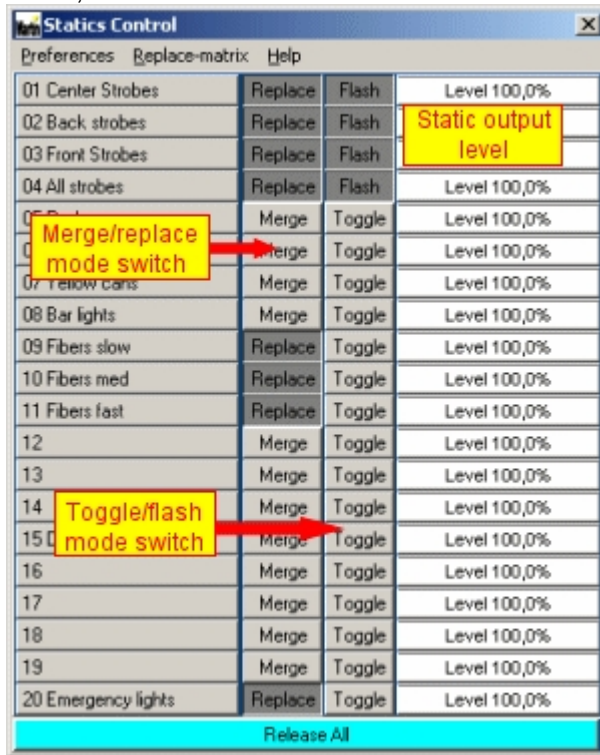 Martin Statics Control
Preferences Replace-matrix Help
01 Center Strobes Replace Flash Level 100,0%
02 Back strobes Replace Flash
Static output
level
03 Front Strobes Replace Flash
04 All strobes Replace Flash Level 100,0%
Merge Toggle Level 100,0%
Merge/replace
mode switch
Merge Toggle Level 100,0%
07 Yellow cans Merge Toggle Level 100,0%
08 Bar lights Merge Toggle Level 100,0%
09 Fibers slow Replace Toggle Level 100,0%
10 Fibers med Replace Toggle Level 100,0%
11 Fibers fast Replace Toggle Level 100,0%
12 Merge Toggle Level 100,0%
13 Merge Toggle Level 100,0%
14 Merge Toggle Level 100,0%
Toggle/flash
mode switch
15 Merge Toggle Level 100,0%
16 Merge Toggle Level 100,0%
17 Merge Toggle Level 100,0%
18 Merge Toggle Level 100,0%
19 Merge Toggle Level 100,0%
20 Emergency lights Replace Toggle Level 100,0%
Release All